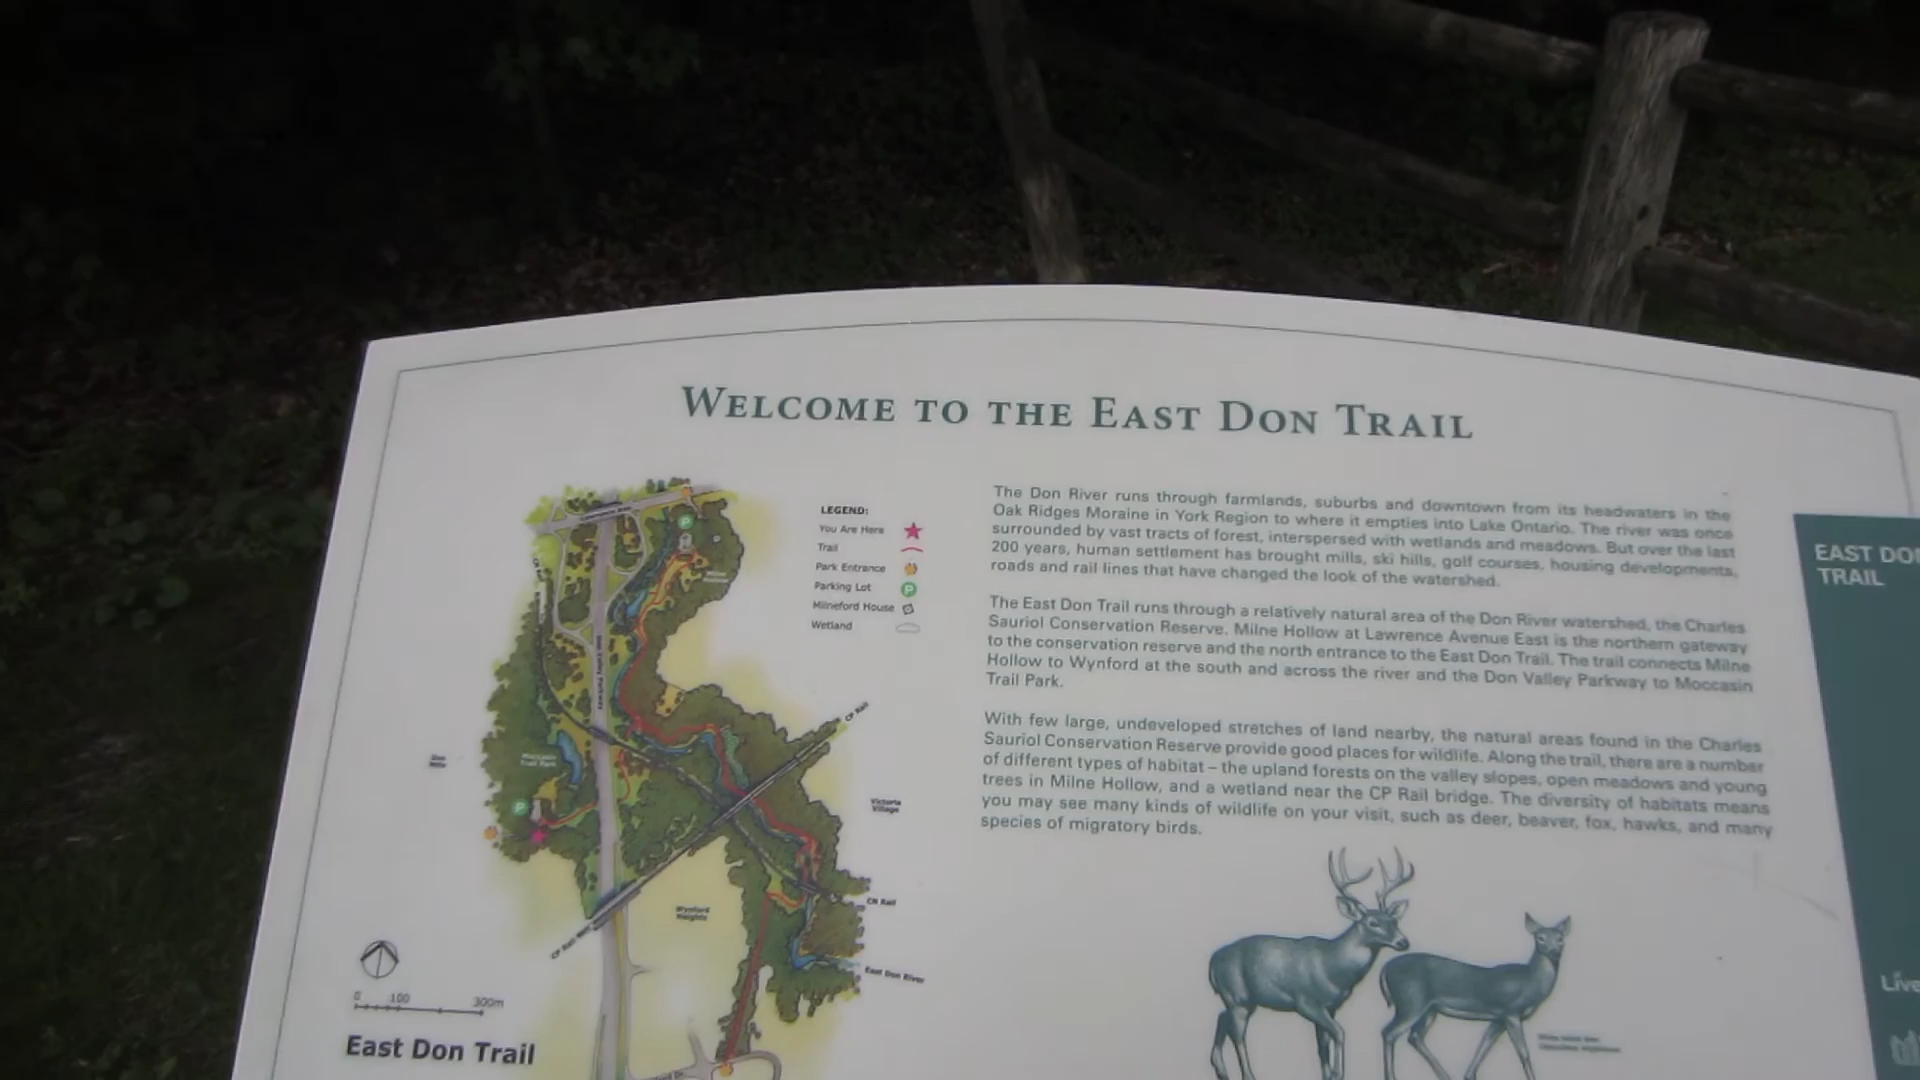 WELCOME TO THE EAST DON TRAIL
LEGEND:
You Are Here
Trail
Park Entrance
Parking Lot
P
Milneford House
Wetland
The Don River runs through farmlands, suburbs and downtown from its headwaters in the
Oak Ridges Moraine in York Region to where it empties into Lake Ontario. The river was once
surrounded by vast tracts of forest, interspersed with wetlands and meadows. But over the last
200 years, human settlement has brought mills, ski hills, golf courses, housing developments,
roads and rail lines that have changed the look of the watershed.
The East Don Trail runs through a relatively natural area of the Don River watershed, the Charles
Sauriol Conservation Reserve. Milne Hollow at Lawrence Avenue East is the northern gateway
to the conservation reserve and the north entrance to the East Don Trail. The trail connects Milne
Hollow to Wynford at the south and across the river and the Don Valley Parkway to Moccasin
Trail Park.
With few large, undeveloped stretches of land nearby, the natural areas found in the Charles
Sauriol Conservation Reserve provide good places for wildlife. Along the trail, there are a number
of different types of habitat – the upland forests on the valley slopes, open meadows and young
trees in Milne Hollow, and a wetland near the CP Rail bridge. The diversity of habitats means
you may see many kinds of wildlife on your visit, such as deer, beaver, fox, hawks, and many
species of migratory birds.
P
Don Valley Parkway
CP Rail
Moccasin
Trail Park
Victoria
Village
P
CN Rail
Wynford
Heights
CP Rail
East Don River
0 100 300m
East Don Trail
EAST DON
TRAIL
Live